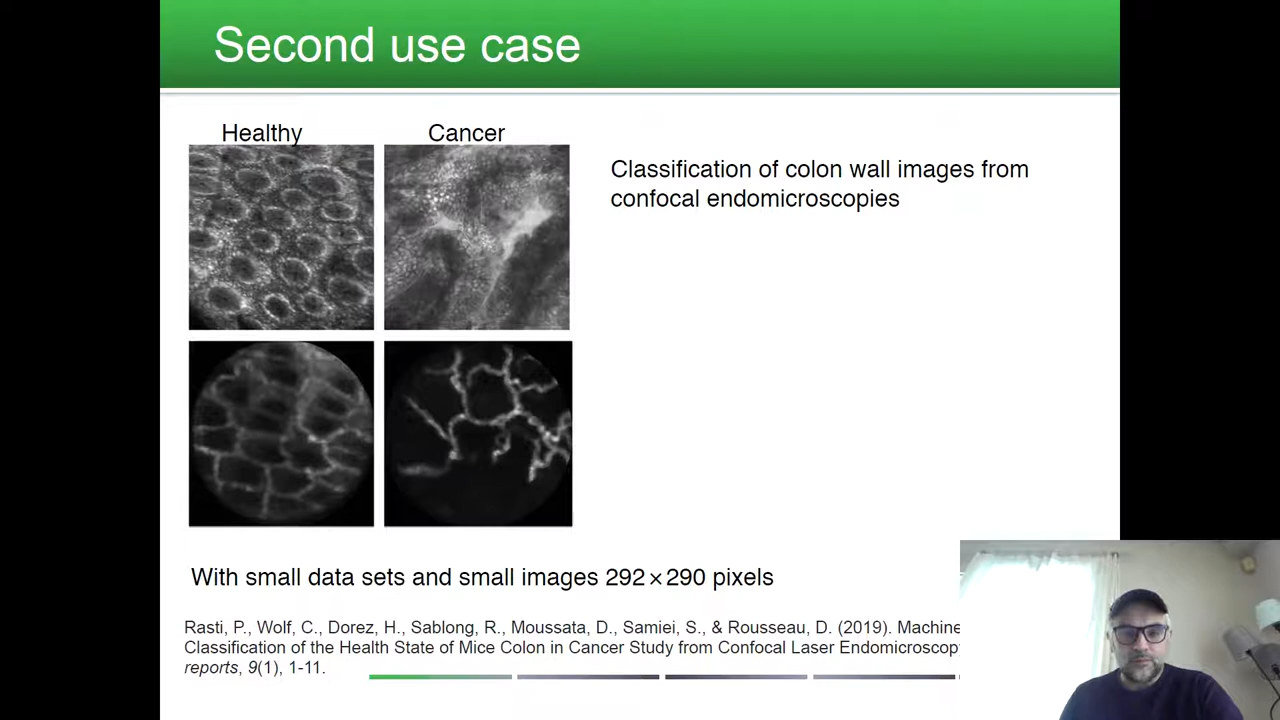 Second use case
Healthy
Cancer
Classification of colon wall images from
confocal endomicroscopies
With small data sets and small images 292×290 pixels
Rasti, P., Wolf, C., Dorez, H., Sablong, R., Moussata, D., Samiei, S., & Rousseau, D. (2019). Machine
Classification of the Health State of Mice Colon in Cancer Study from Confocal Laser
reports, 9(1), 1-11.